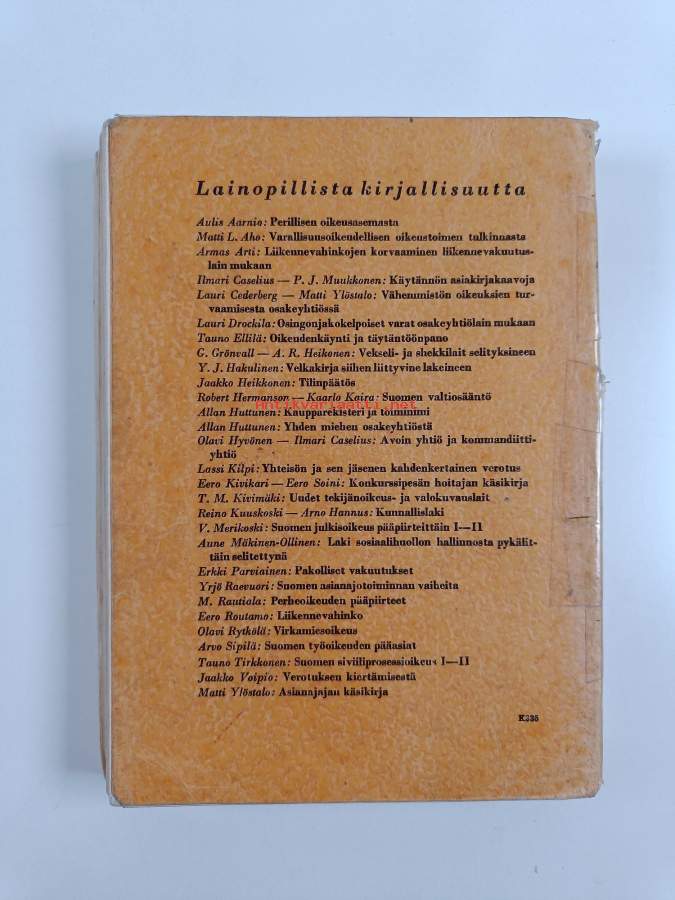 Lainopillista kirjallisuutta
Aulis Aarnio: Perillisen oikeusasemasta
Matti L. Aho: Varallisuusoikeudellisen oikeustoimen tulkinnasta
Armas Arti: Liikennevahinkojen korvaaminen liikennevakuutus-
lain mukaan
Ilmari Caselius — P. J. Muukkonen: Käytännön asiakirjakaavoja
Lauri Cederberg — Matti Ylöstalo: Vähemmistön oikeuksien tur-
vaamisesta osakeyhtiössä
Lauri Drockila: Osingonjakokelpoiset varat osakeyhtiölain mukaan
Tauno Ellilä: Oikeudenkäynti ja täytäntöönpano
G. Grönvall — A. R. Heikonen: Vekseli- ja shekkilait selityksineen
Y. J. Hakulinen: Velkakirja siihen liittyvine lakeineen
Jaakko Heikkonen: Tilinpäätös
Robert Hermanson — Kaarlo Kaira: Suomen valtiosääntö
Antikvariaatti.net
Allan Huttunen: Kaupparekisteri ja toiminimi
Allan Huttunen: Yhden miehen osakeyhtiöstä
Olavi Hyvönen — Ilmari Caselius: Avoin yhtiö ja kommandiitti-
yhtiö
Lassi Kilpi: Yhteisön ja sen jäsenen kahdenkertainen verotus
Eero Kivikari — Eero Soini: Konkurssipesän hoitajan käsikirja
T. M. Kivimäki: Uudet tekijänoikeus- ja valokuvauslait
Reino Kuuskoski — Arno Hannus: Kunnallislaki
V. Merikoski: Suomen julkisoikeus pääpiirteittäin I—II
Aune Mäkinen-Ollinen: Laki sosiaalihuollon hallinnosta pykälit-
täin selitettynä
Erkki Parviainen: Pakolliset vakuutukset
Yrjö Raevuori: Suomen asianajotoiminnan vaiheita
M. Rautiala: Perheoikeuden pääpiirteet
Eero Routamo: Liikennevahinko
Olavi Rytkölä: Virkamiesoikeus
Arvo Sipilä: Suomen työoikeuden pääasiat
Tauno Tirkkonen: Suomen siviiliprosessioikeus I—II
Jaakko Voipio: Verotuksen kiertämisestä
Matti Ylöstalo: Asianajajan käsikirja
K335